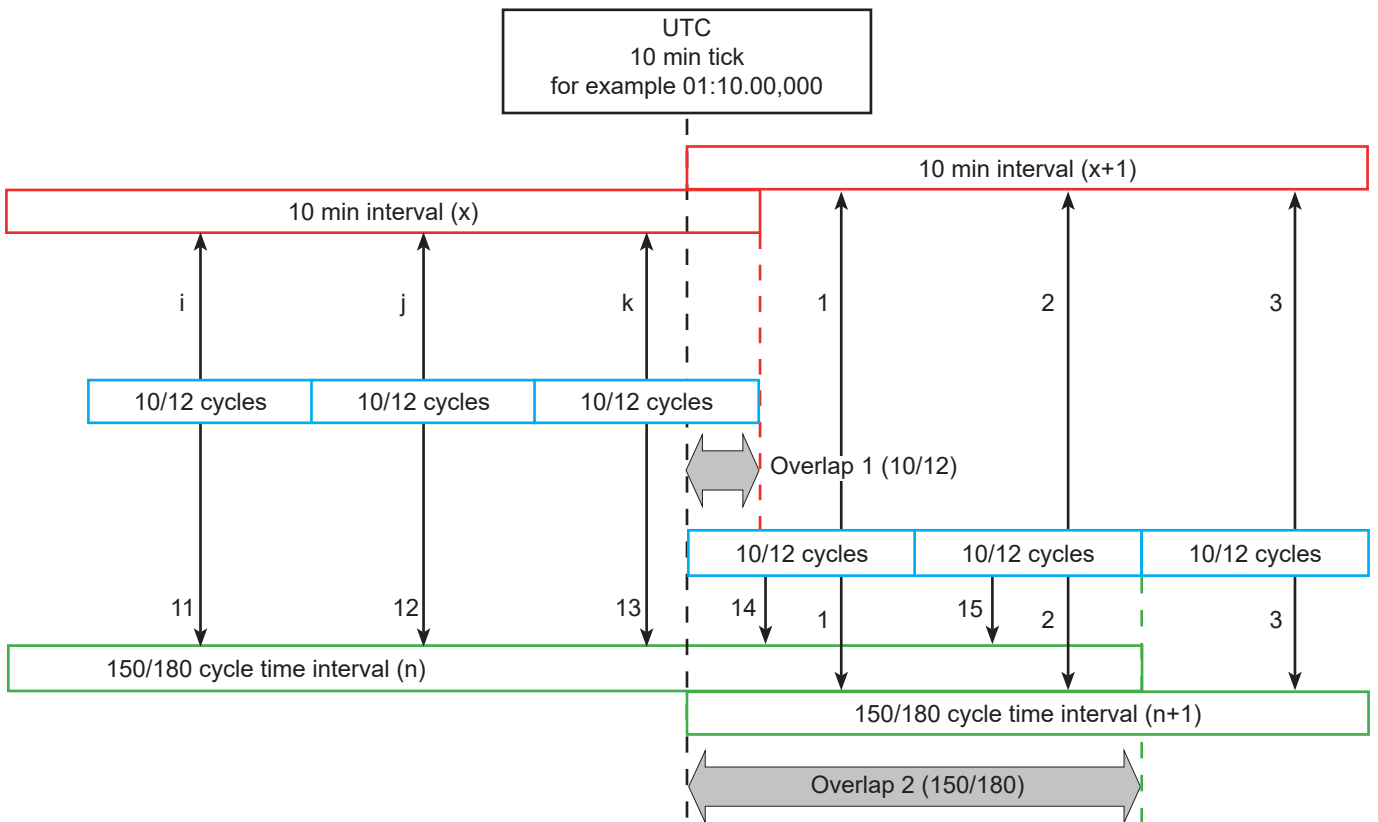 UTC
10 min tick
for example 01:10.00,000
10 min interval (x+1)
10 min interval (x)
i
j
k
1
2
3
10/12 cycles
10/12 cycles
10/12 cycles
Overlap 1 (10/12)
10/12 cycles
10/12 cycles
10/12 cycles
11
12
13
14
1
15
2
3
150/180 cycle time interval (n)
150/180 cycle time interval (n+1)
Overlap 2 (150/180)